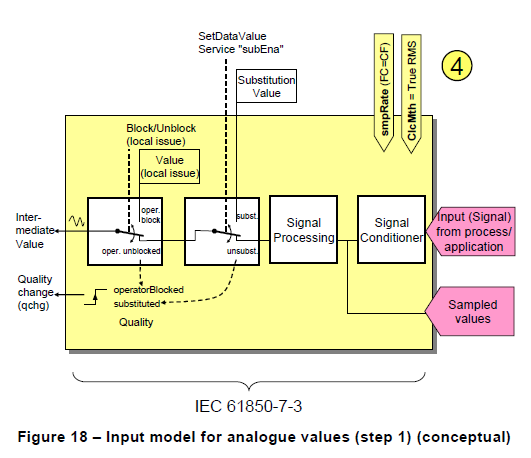 SetDataValue
Service "subEna"
Substitution
Value
smpRate (FC=CF)
ClcMth = True RMS
4
Block/Unblock
(local issue)
Value
(local issue)
oper.
block
subst.
Signal
Processing
Signal
Conditioner
Input (Signal)
from process/
application
Inter-
mediate
Value
oper. unblocked
unsubst.
Quality
change
(qchg)
operatorBlocked
substituted
Quality
Sampled
values
IEC 61850-7-3
Figure 18 – Input model for analogue values (step 1) (conceptual)